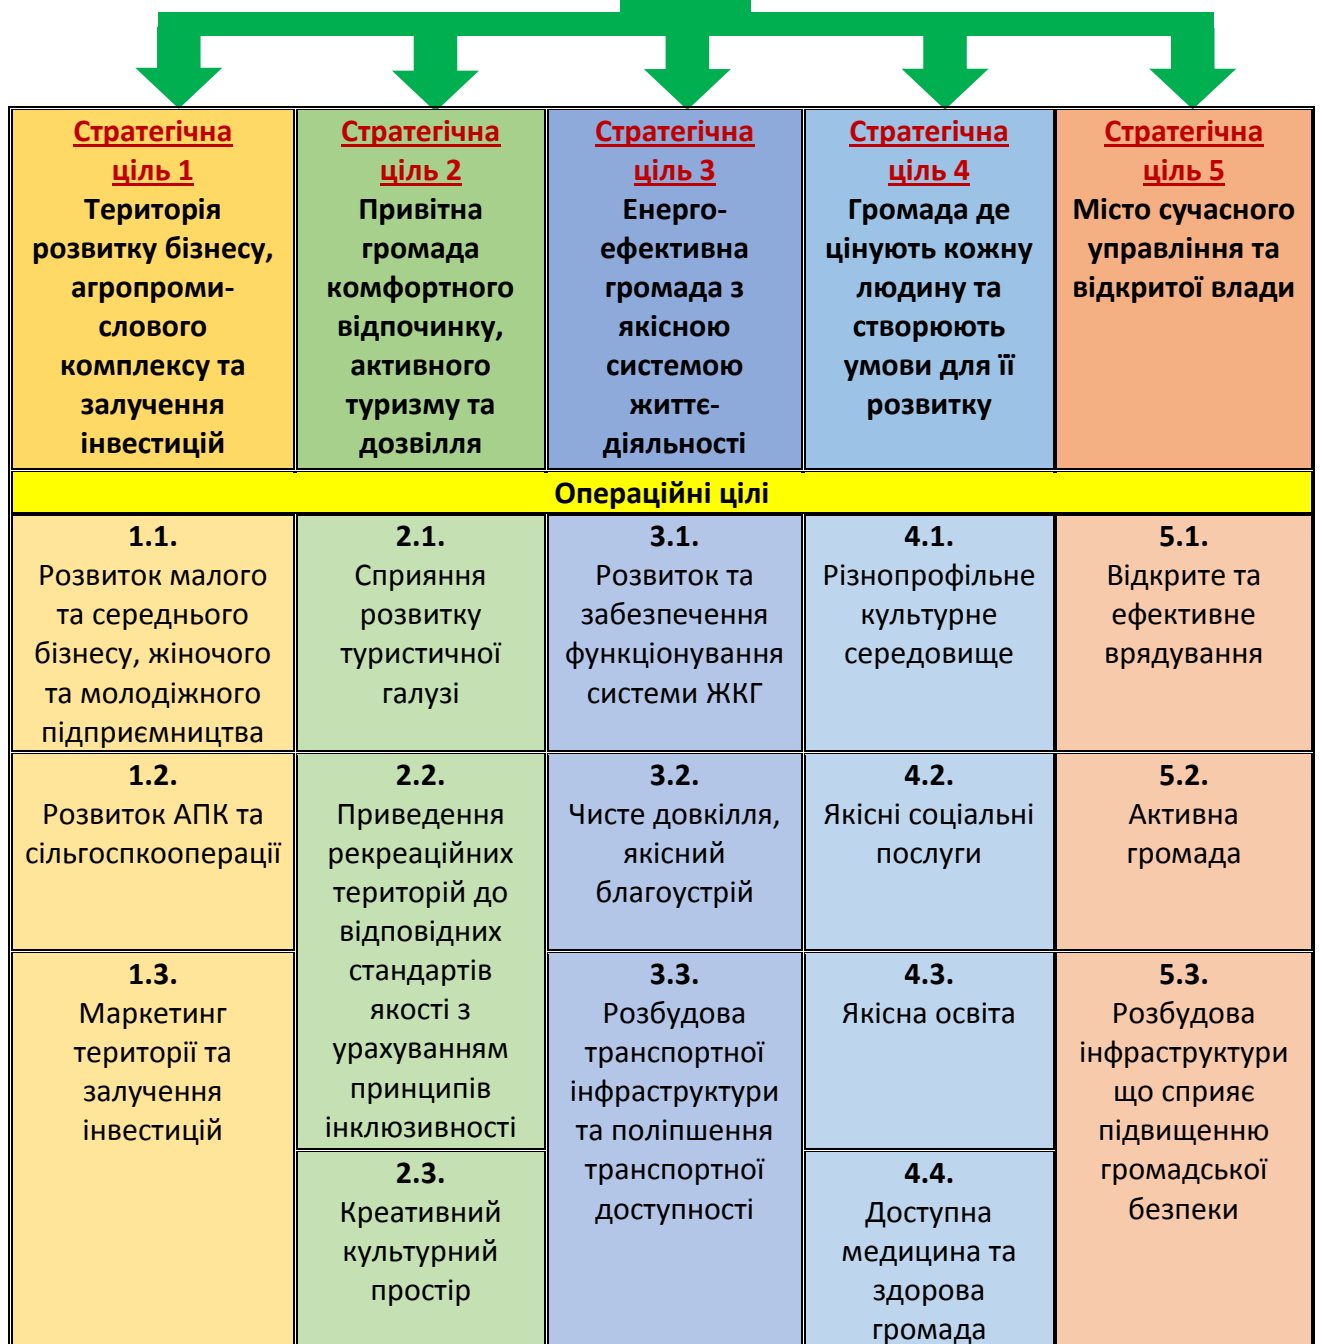 Стратегічна
ціль 1
Територія
розвитку бізнесу,
агропроми-
слового
комплексу та
залучення
інвестицій
Стратегічна
ціль 2
Привітна
громада
комфортного
відпочинку,
активного
туризму та
дозвілля
Стратегічна
ціль 3
Енерго-
ефективна
громада з
якісною
системою
життє-
діяльності
Стратегічна
ціль 4
Громада де
цінують кожну
людину та
створюють
умови для її
розвитку
Стратегічна
ціль 5
Місто сучасного
управління та
відкритої влади
Операційні цілі
1.1.
Розвиток малого
та середнього
бізнесу, жіночого
та молодіжного
підприємництва
2.1.
Сприяння
розвитку
туристичної
галузі
3.1.
Розвиток та
забезпечення
функціонування
системи ЖКГ
4.1.
Різнопрофільне
культурне
середовище
5.1.
Відкрите та
ефективне
врядування
1.2.
Розвиток АПК та
сільгоспкооперації
2.2.
Приведення
рекреаційних
територій до
відповідних
стандартів
якості з
урахуванням
принципів
інклюзивності
3.2.
Чисте довкілля,
якісний
благоустрій
4.2.
Якісні соціальні
послуги
5.2.
Активна
громада
1.3.
Маркетинг
території та
залучення
інвестицій
2.3.
Креативний
культурний
простір
3.3.
Розбудова
транспортної
інфраструктури
та поліпшення
транспортної
доступності
4.3.
Якісна освіта
4.4.
Доступна
медицина та
здорова
громада
5.3.
Розбудова
інфраструктури
що сприяє
підвищенню
громадської
безпеки